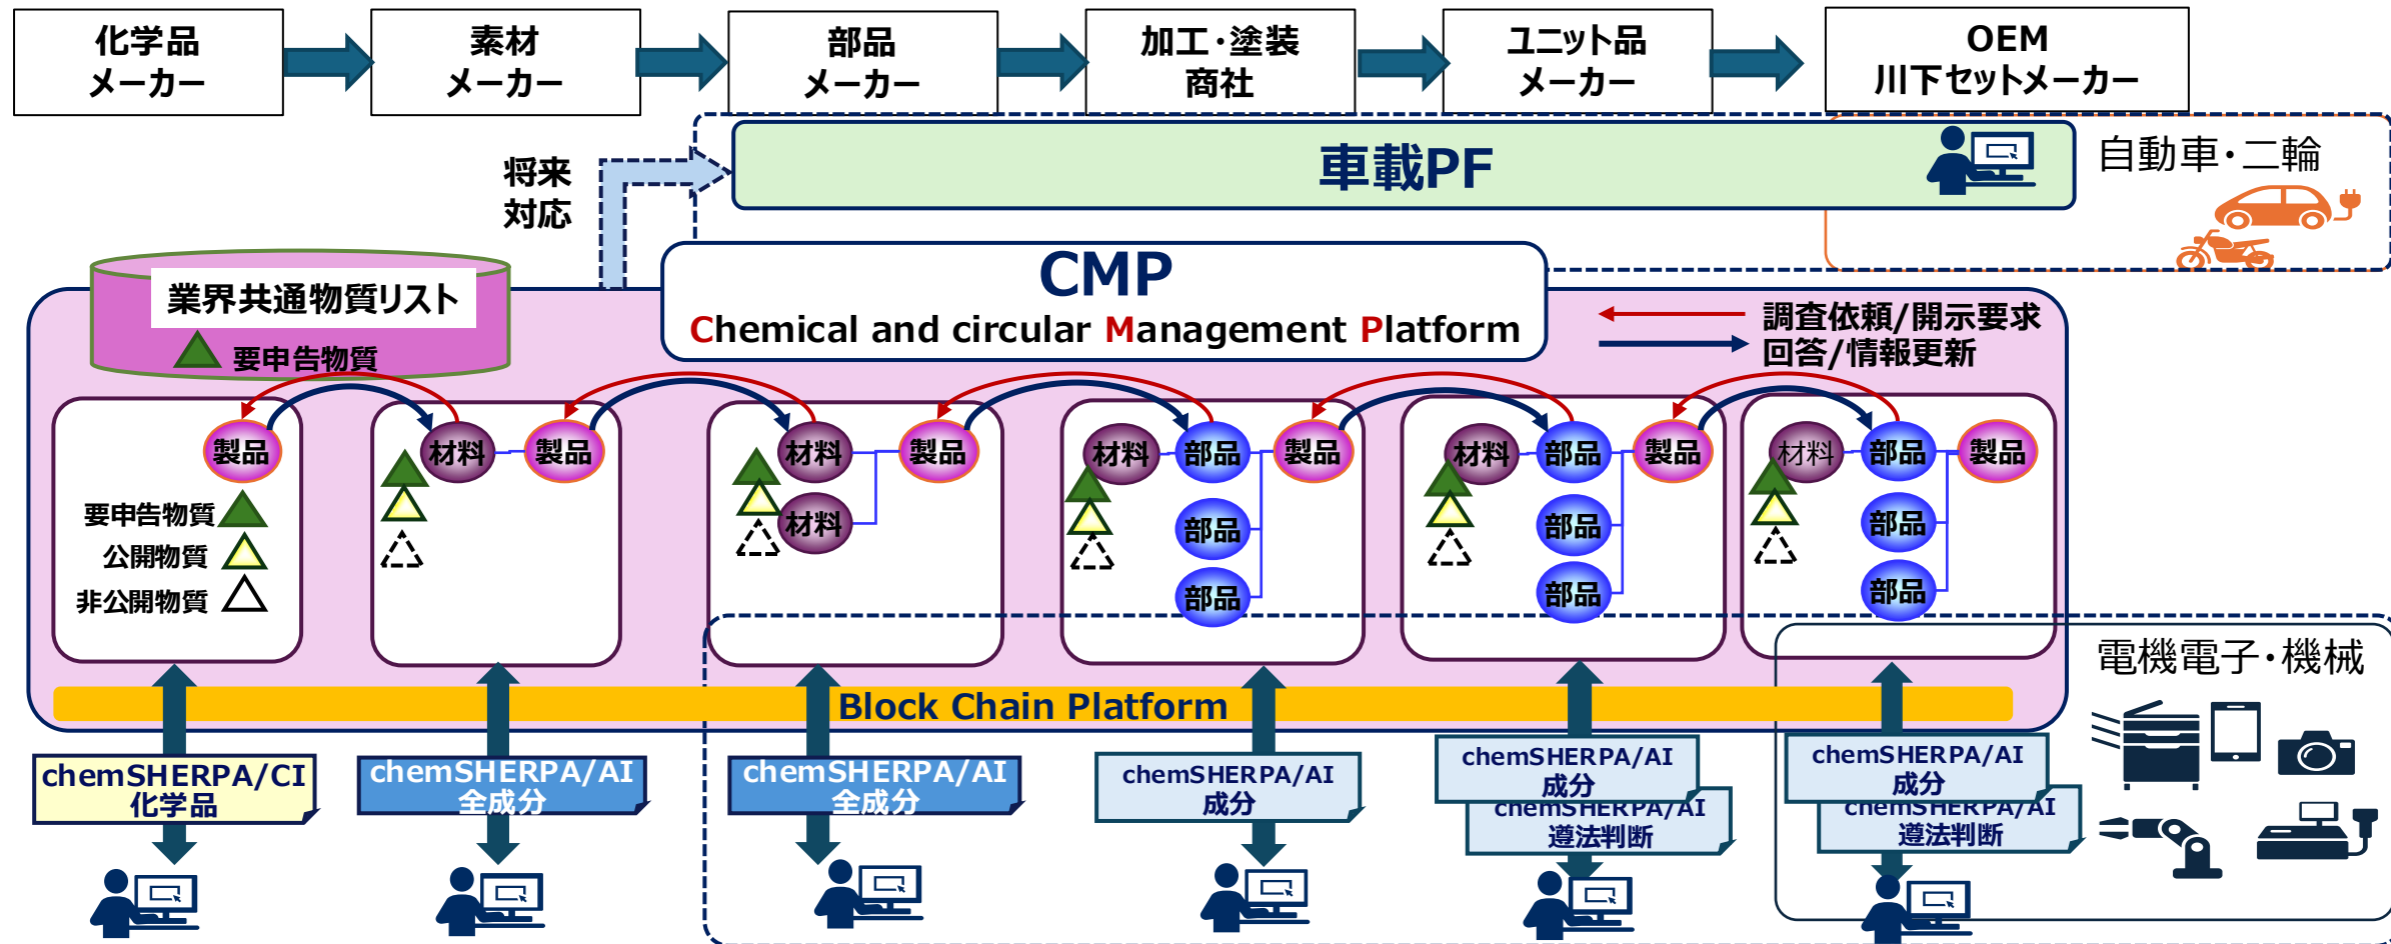 化学品
メーカー
素材
メーカー
部品
メーカー
加工・塗装
商社
ユニット品
メーカー
OEM
川下セットメーカー
車載PF
自動車・二輪
将来
対応
CMP
Chemical and circular Management Platform
業界共通物質リスト
要申告物質
調査依頼/開示要求
回答/情報更新
製品
要申告物質
公開物質
非公開物質
材料
製品
材料
製品
材料
材料
部品
製品
部品
部品
材料
部品
製品
部品
部品
材料
部品
製品
部品
部品
電機電子・機械
Block Chain Platform
chemSHERPA/CI
化学品
chemSHERPA/AI
全成分
chemSHERPA/AI
全成分
chemSHERPA/AI
成分
chemSHERPA/AI
成分
chemSHERPA/AI
遵法判断
chemSHERPA/AI
成分
chemSHERPA/AI
遵法判断